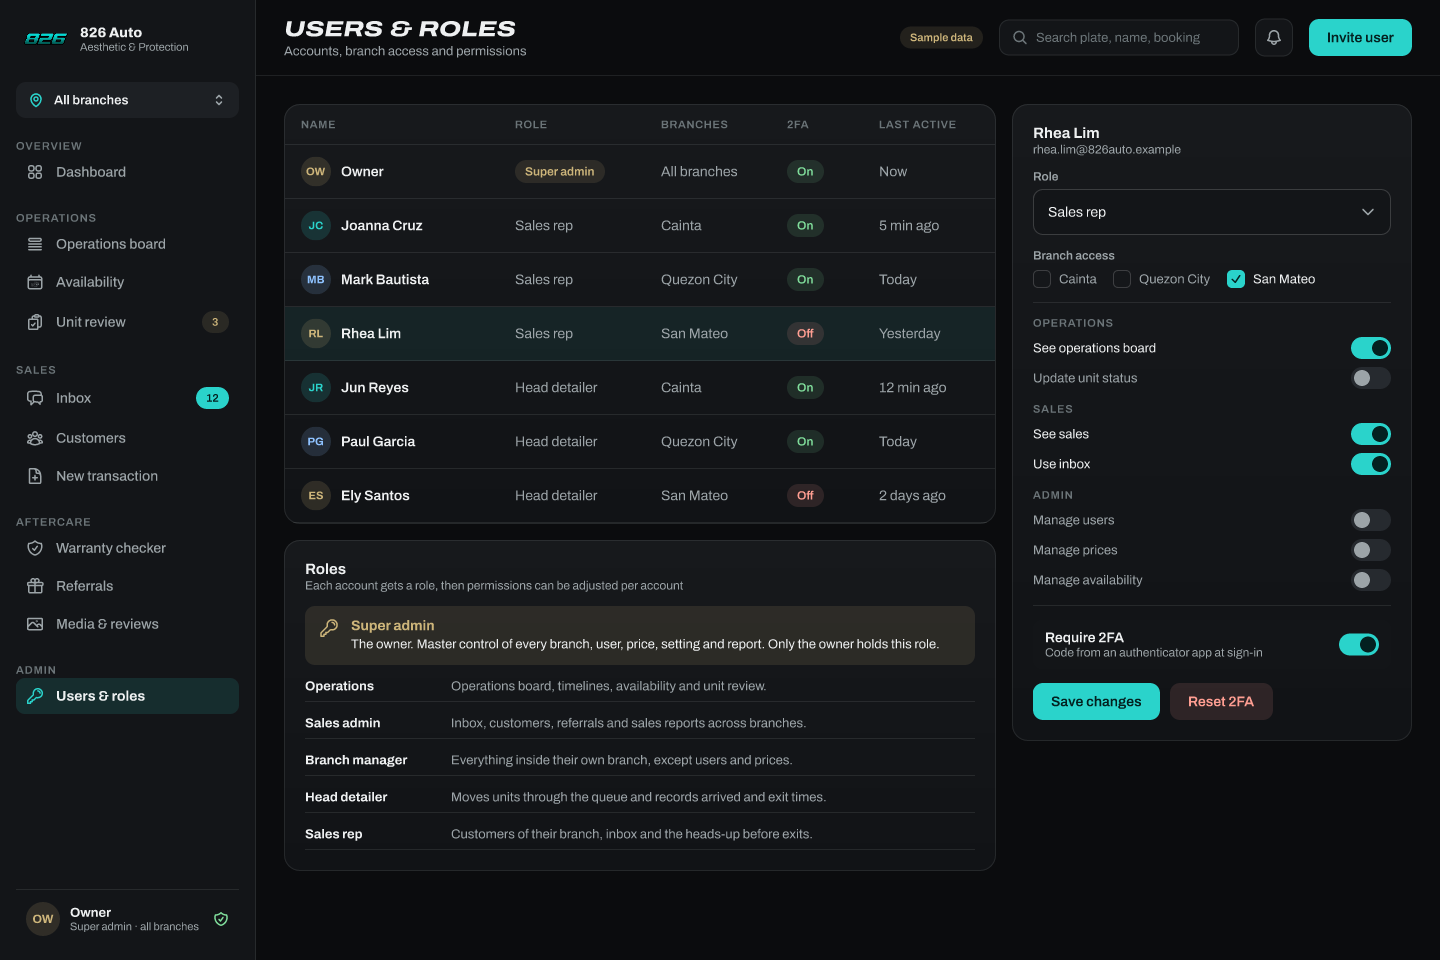 826
826 Auto
Aesthetic & Protection
All branches
OVERVIEW
Dashboard
OPERATIONS
Operations board
Availability
Unit review
3
SALES
Inbox
12
Customers
New transaction
AFTERCARE
Warranty checker
Referrals
Media & reviews
ADMIN
Users & roles
OW
Owner
Super admin · all branches
USERS & ROLES
Accounts, branch access and permissions
Sample data
Search plate, name, booking
Invite user
NAME ROLE BRANCHES 2FA LAST ACTIVE
OW Owner Super admin All branches On Now
JC Joanna Cruz Sales rep Cainta On 5 min ago
MB Mark Bautista Sales rep Quezon City On Today
RL Rhea Lim Sales rep San Mateo Off Yesterday
JR Jun Reyes Head detailer Cainta On 12 min ago
PG Paul Garcia Head detailer Quezon City On Today
ES Ely Santos Head detailer San Mateo Off 2 days ago
Roles
Each account gets a role, then permissions can be adjusted per account
Super admin
The owner. Master control of every branch, user, price, setting and report. Only the owner holds this role.
Operations Operations board, timelines, availability and unit review.
Sales admin Inbox, customers, referrals and sales reports across branches.
Branch manager Everything inside their own branch, except users and prices.
Head detailer Moves units through the queue and records arrived and exit times.
Sales rep Customers of their branch, inbox and the heads-up before exits.
Rhea Lim
rhea.lim@826auto.example
Role
Sales rep
Branch access
Cainta Quezon City San Mateo
OPERATIONS
See operations board
Update unit status
SALES
See sales
Use inbox
ADMIN
Manage users
Manage prices
Manage availability
Require 2FA
Code from an authenticator app at sign-in
Save changes Reset 2FA